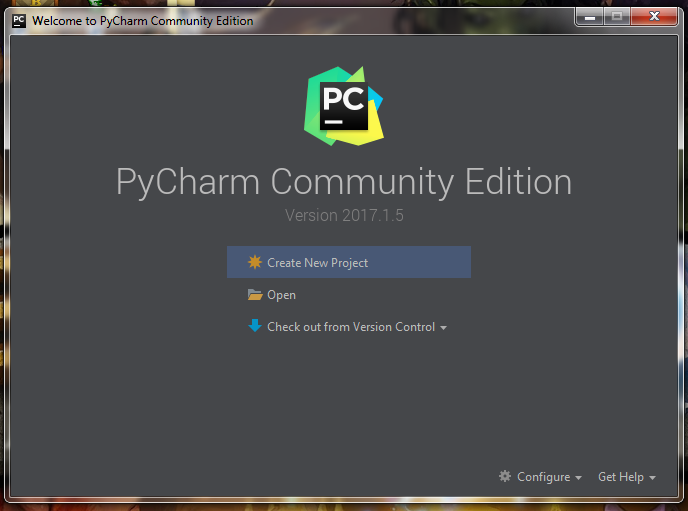 PC Welcome to PyCharm Community Edition
PC
PyCharm Community Edition
Version 2017.1.5
Create New Project
Open
Check out from Version Control
Configure Get Help